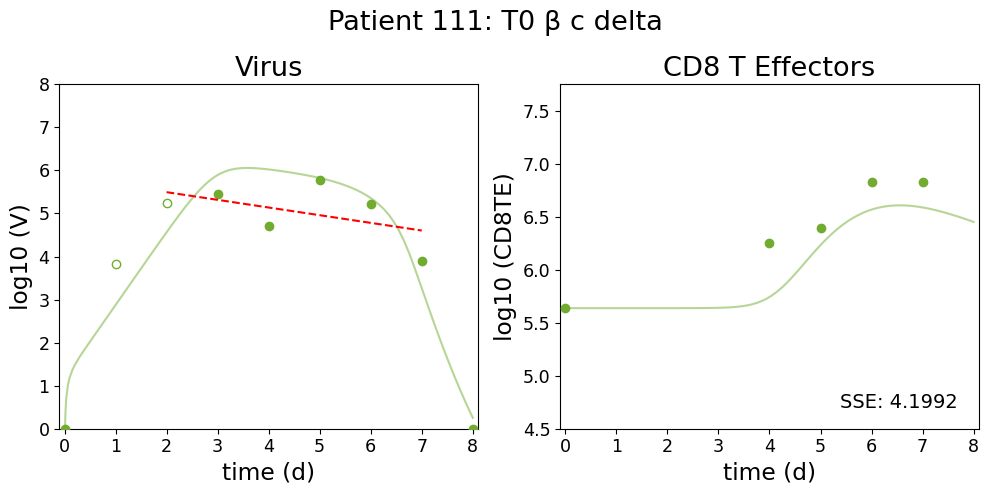 Patient 111: T0 β c delta
Virus
CD8 T Effectors
log10 (V)
8
7
6
5
4
3
2
1
0
0 1 2 3 4 5 6 7 8
time (d)
log10 (CD8TE)
7.5
7.0
6.5
6.0
5.5
5.0
4.5
SSE: 4.1992
0 1 2 3 4 5 6 7 8
time (d)